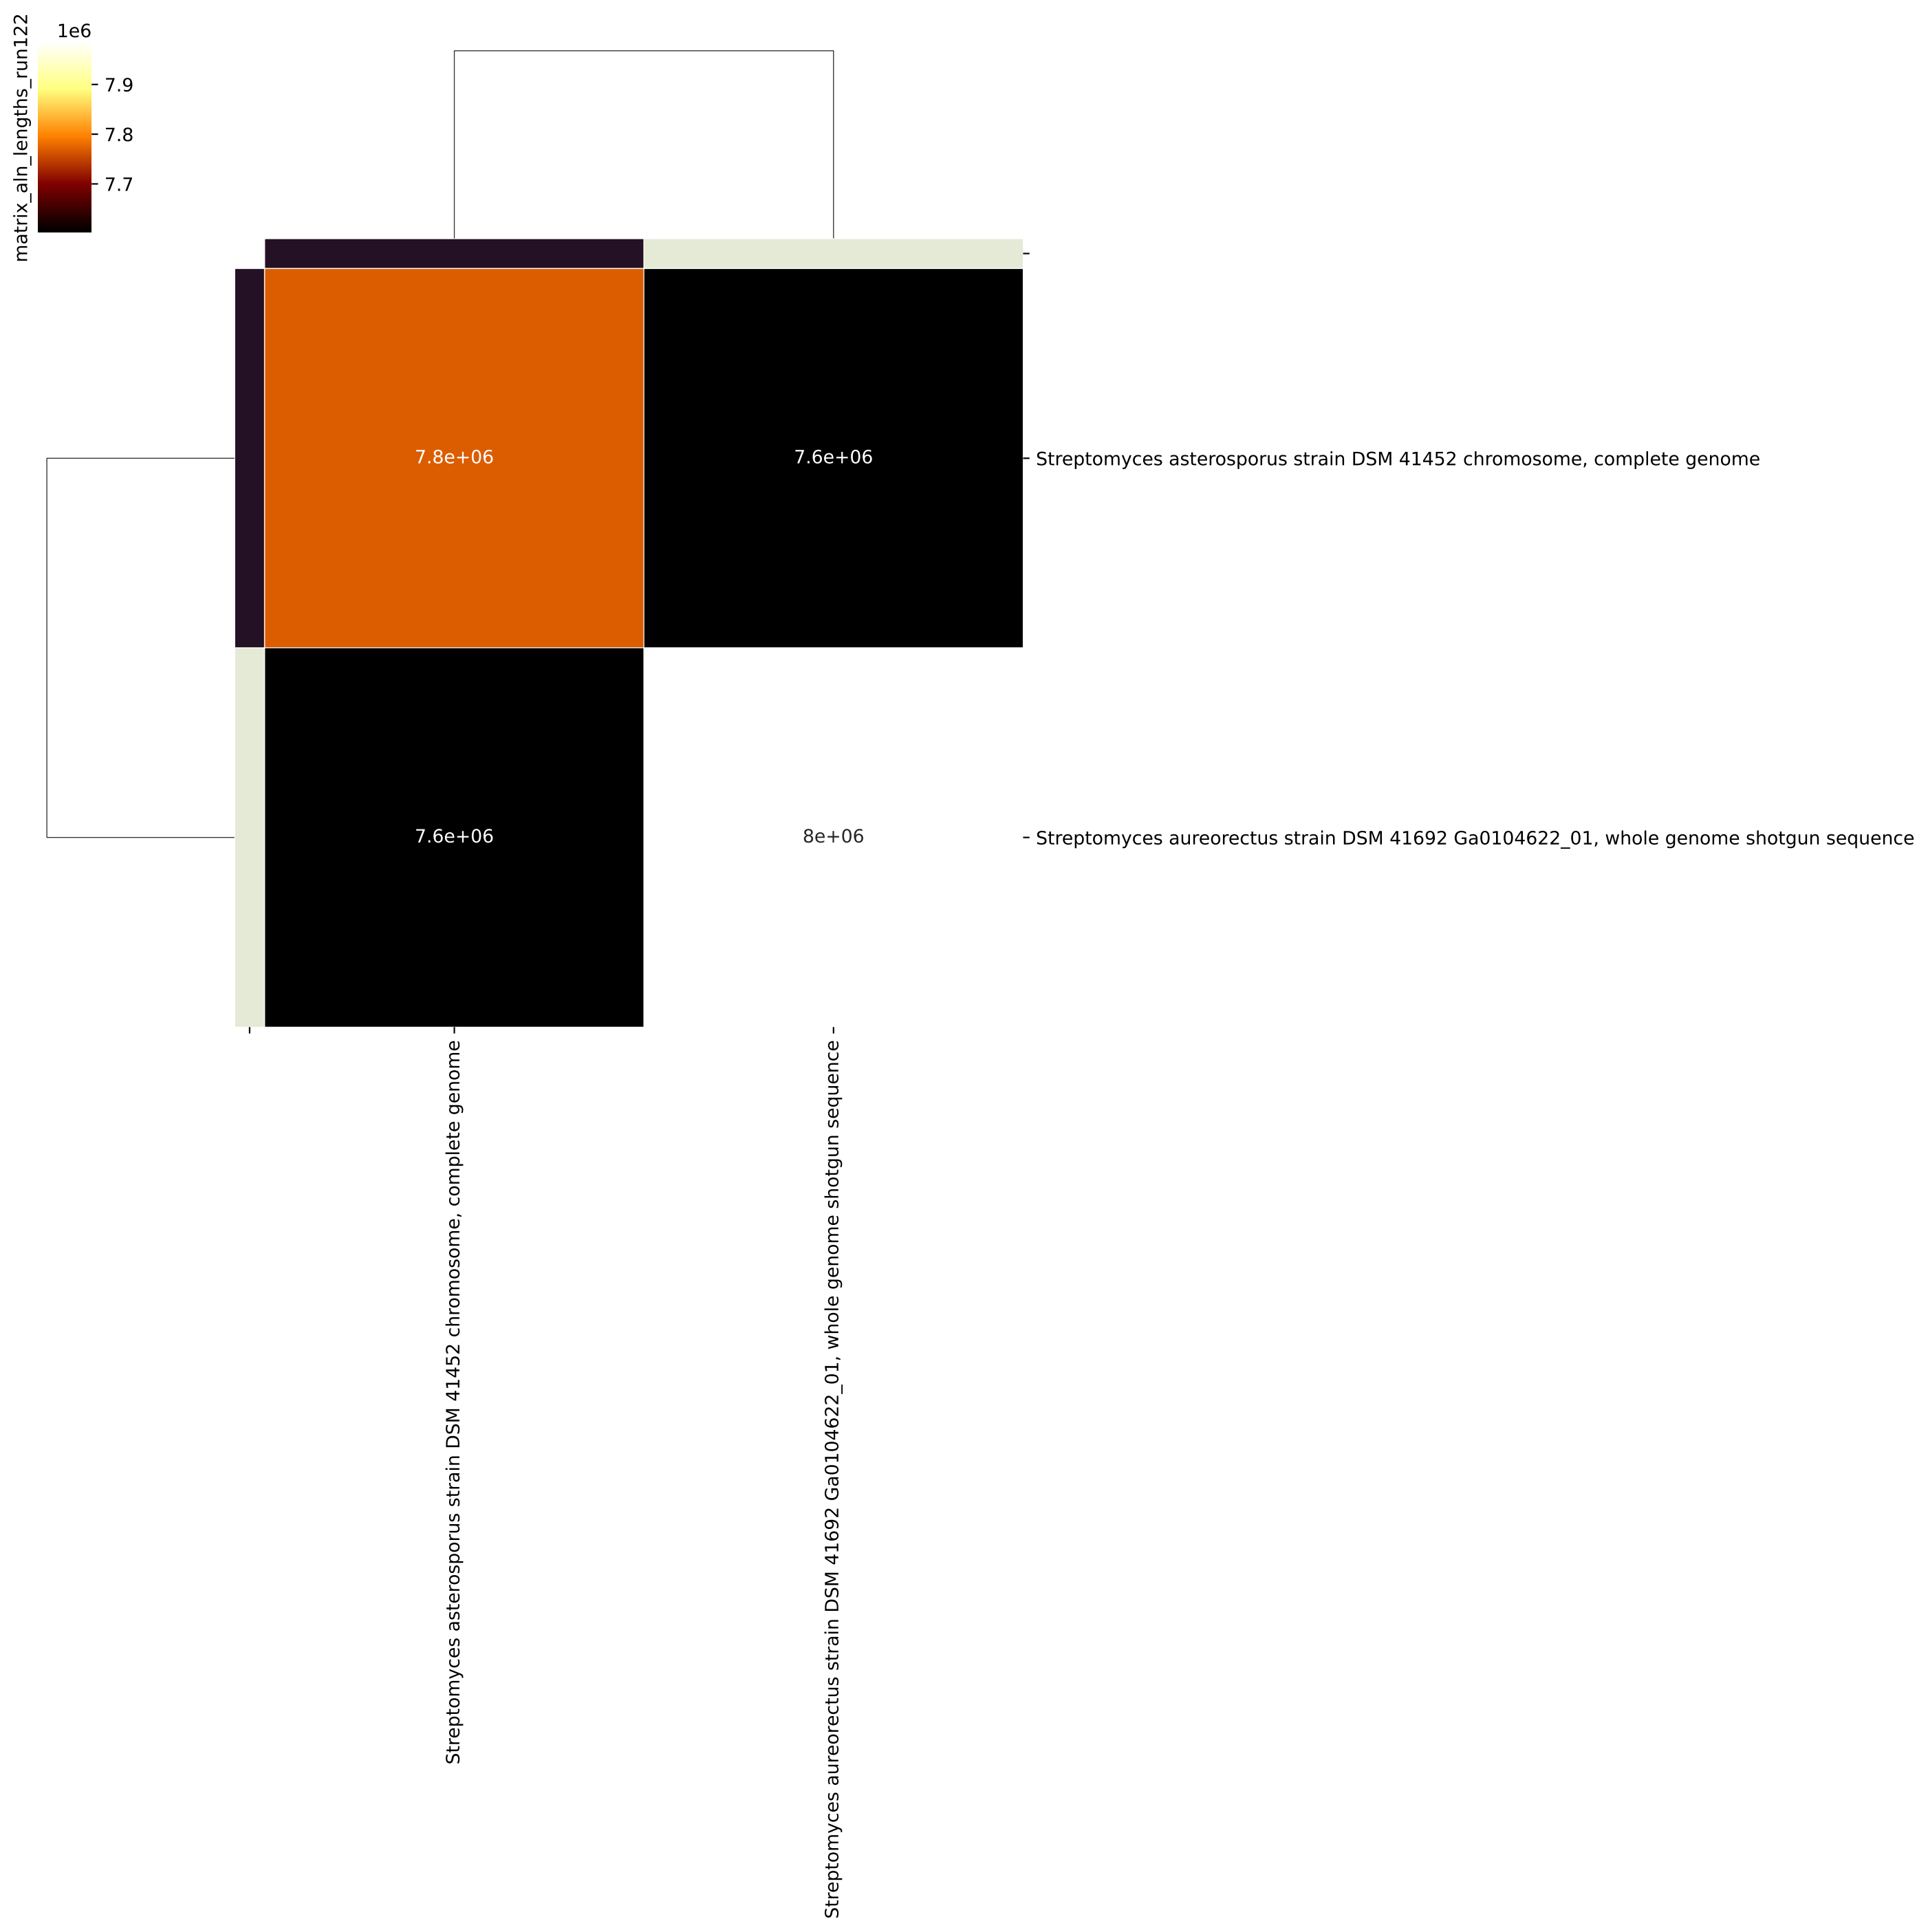 matrix_aln_lengths_run122
1e6
7.9
7.8
7.7
7.8e+06
7.6e+06
Streptomyces asterosporus strain DSM 41452 chromosome, complete genome
7.6e+06
8e+06
Streptomyces aureorectus strain DSM 41692 Ga0104622_01, whole genome shotgun sequence
Streptomyces asterosporus strain DSM 41452 chromosome, complete genome
Streptomyces aureorectus strain DSM 41692 Ga0104622_01, whole genome shotgun sequence